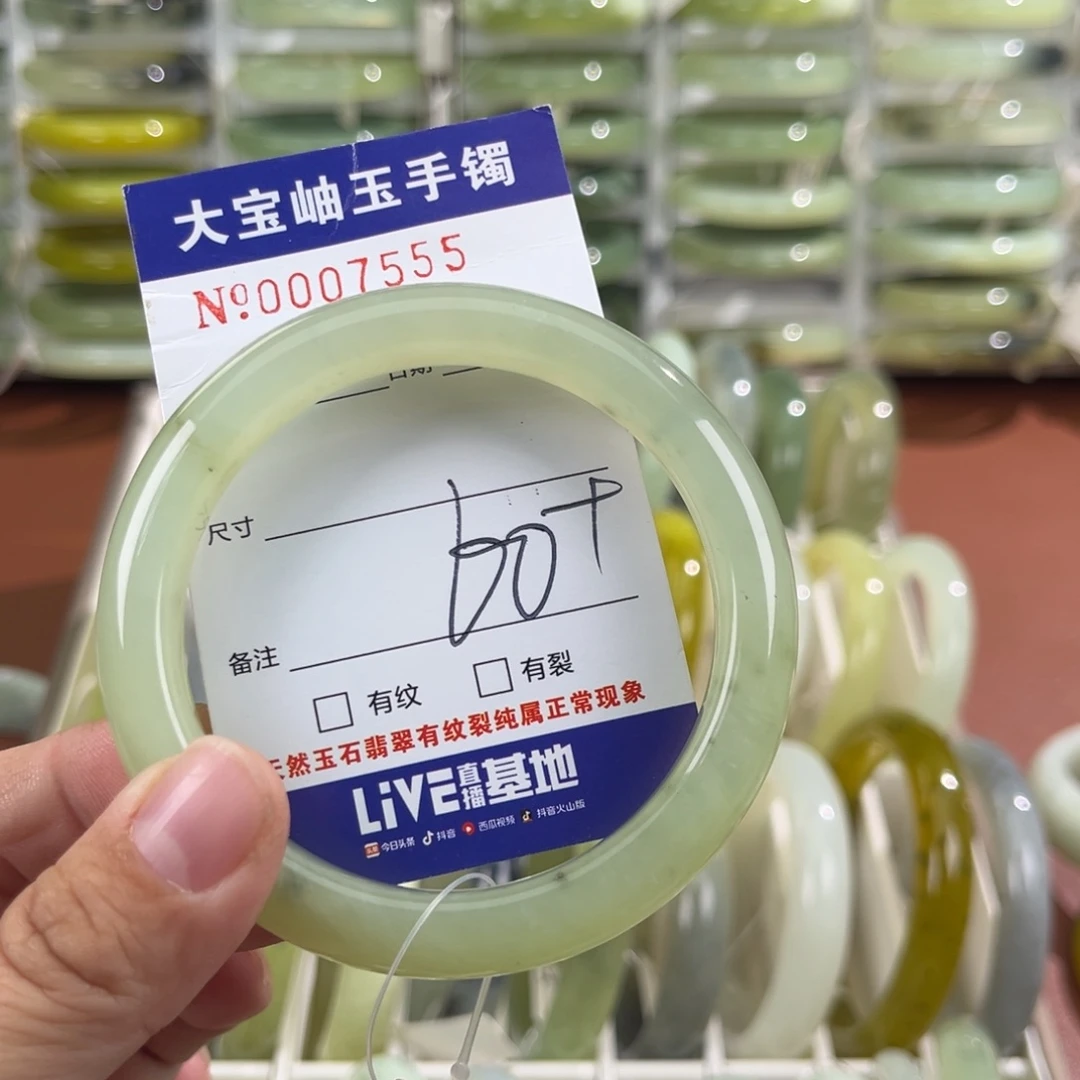 大宝岫玉手镯
№0007555
日期
尺寸
60+
备注
有纹 有裂
天然玉石翡翠有纹裂纯属正常现象
LIVE直播基地
今日头条 抖音 西瓜视频 抖音火山版